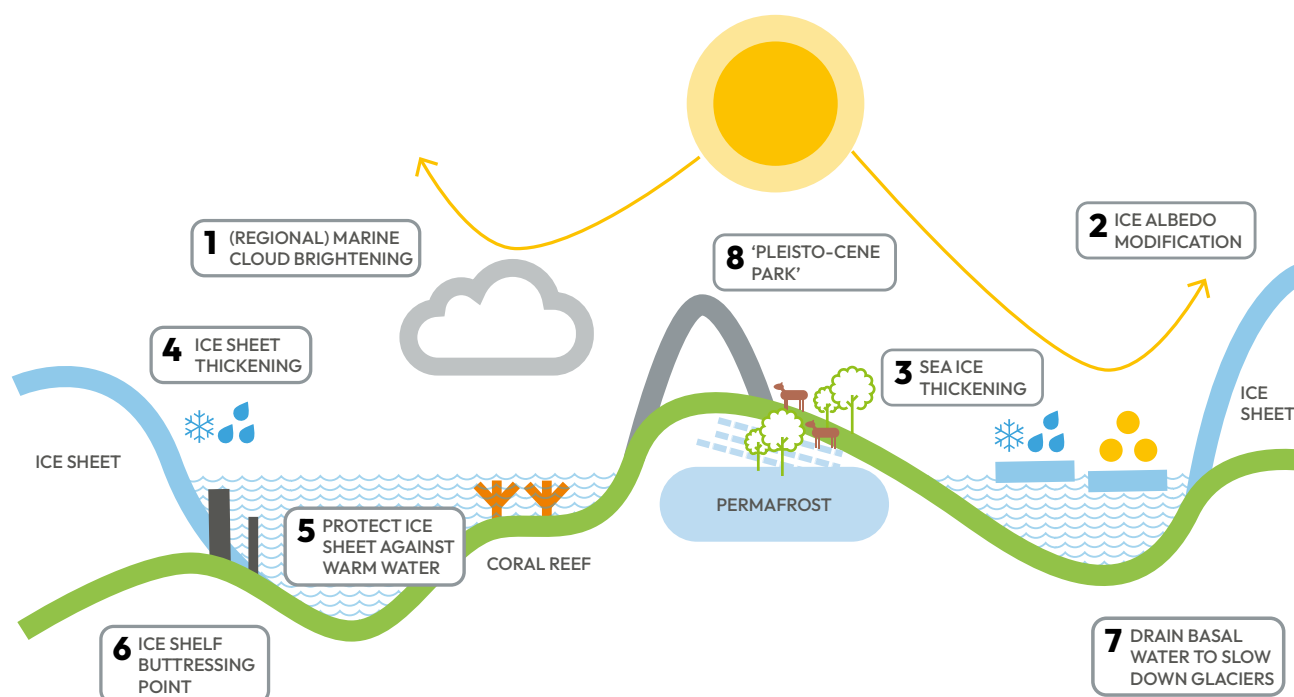 1 (REGIONAL) MARINE
CLOUD BRIGHTENING
2 ICE ALBEDO
MODIFICATION
8 'PLEISTO-CENE
PARK'
4 ICE SHEET
THICKENING
3 SEA ICE
THICKENING
ICE
SHEET
ICE SHEET
PERMAFROST
5 PROTECT ICE
SHEET AGAINST
WARM WATER
CORAL REEF
6 ICE SHELF
BUTTRESSING
POINT
7 DRAIN BASAL
WATER TO SLOW
DOWN GLACIERS